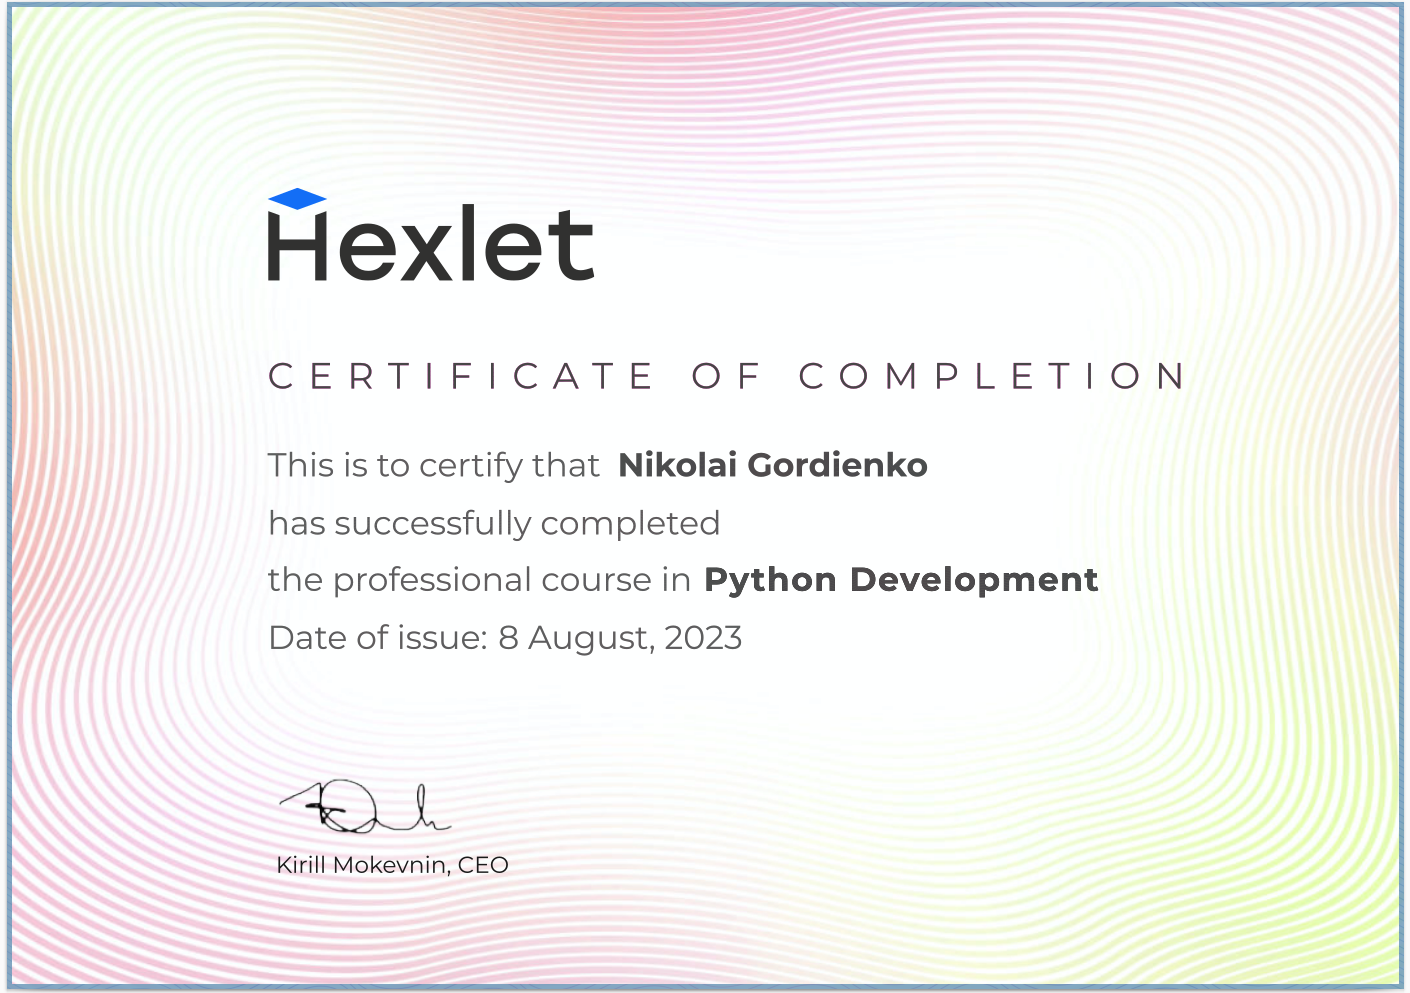 Hexlet
CERTIFICATE OF COMPLETION
This is to certify that Nikolai Gordienko
has successfully completed
the professional course in Python Development
Date of issue: 8 August, 2023
Kirill Mokevnin, CEO